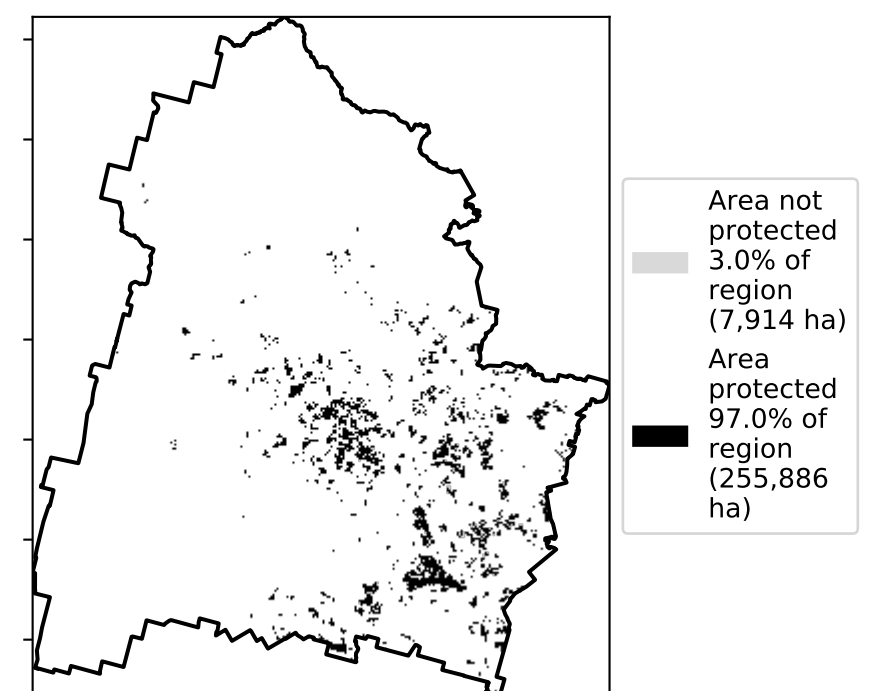 Area not
protected
3.0% of
region
(7,914 ha)
Area
protected
97.0% of
region
(255,886
ha)